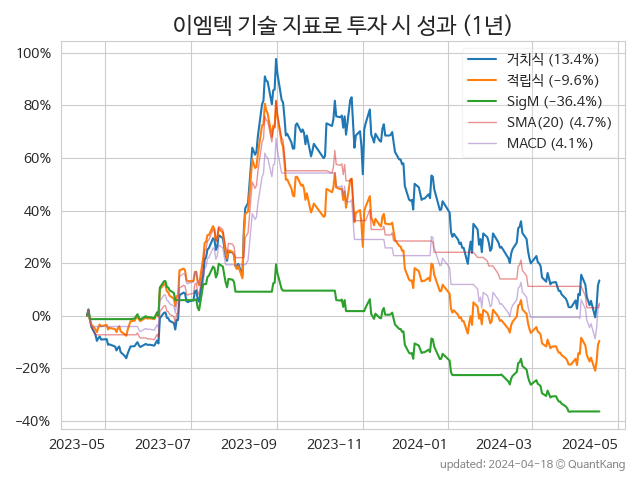 이엠텍 기술 지표로 투자 시 성과 (1년)
거치식 (13.4%)
적립식 (−9.6%)
SigM (−36.4%)
SMA(20) (4.7%)
MACD (4.1%)
100%
80%
60%
40%
20%
0%
−20%
−40%
2023-05 2023-07 2023-09 2023-11 2024-01 2024-03 2024-05
updated: 2024-04-18 @ QuantKang